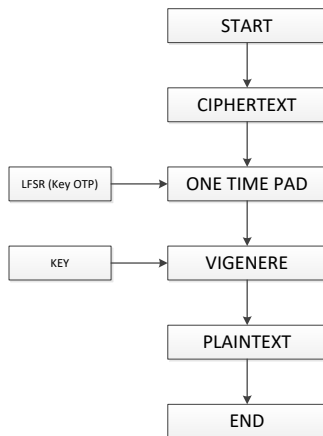 START
CIPHERTEXT
LFSR (Key OTP)
ONE TIME PAD
KEY
VIGENERE
PLAINTEXT
END